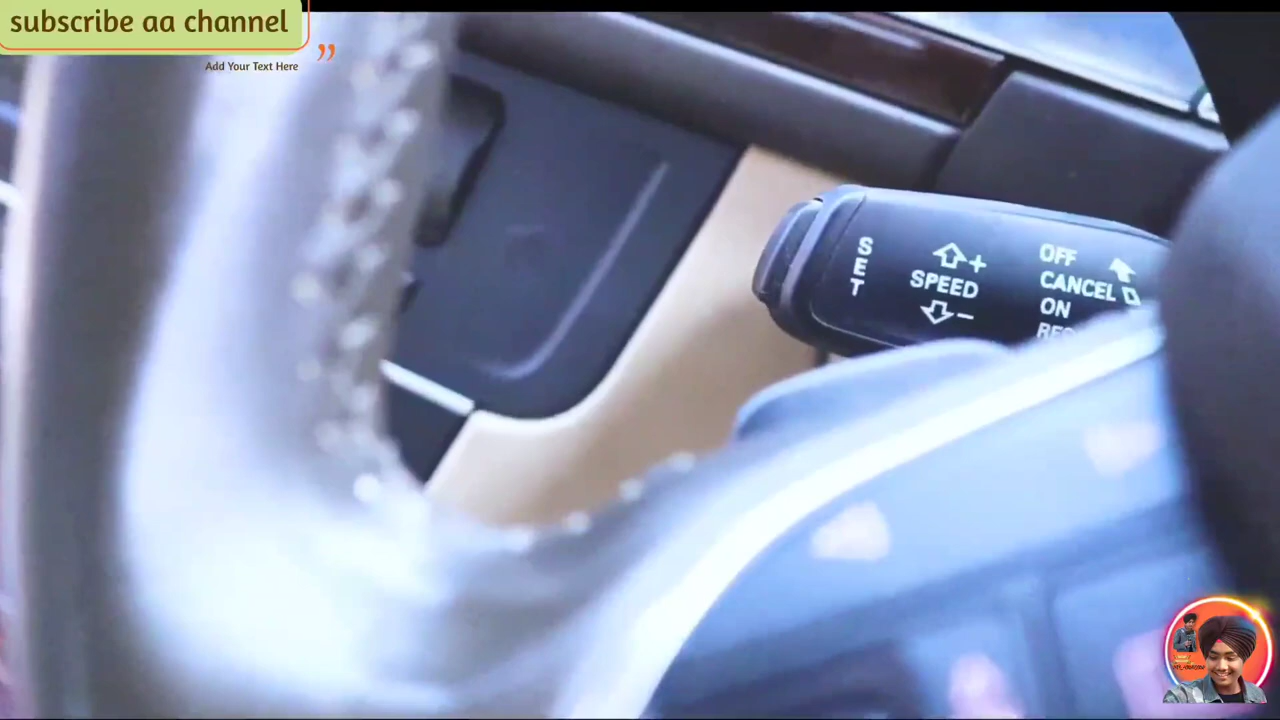 subscribe aa channel
”
Add Your Text Here
SET
+
SPEED
-
OFF
CANCEL
ON